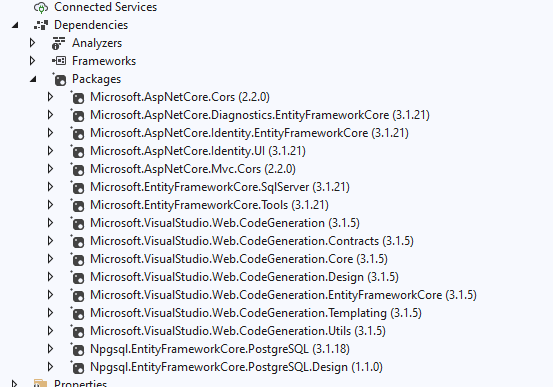 Connected Services
Dependencies
Analyzers
Frameworks
Packages
Microsoft.AspNetCore.Cors (2.2.0)
Microsoft.AspNetCore.Diagnostics.EntityFrameworkCore (3.1.21)
Microsoft.AspNetCore.Identity.EntityFrameworkCore (3.1.21)
Microsoft.AspNetCore.Identity.UI (3.1.21)
Microsoft.AspNetCore.Mvc.Cors (2.2.0)
Microsoft.EntityFrameworkCore.SqlServer (3.1.21)
Microsoft.EntityFrameworkCore.Tools (3.1.21)
Microsoft.VisualStudio.Web.CodeGeneration (3.1.5)
Microsoft.VisualStudio.Web.CodeGeneration.Contracts (3.1.5)
Microsoft.VisualStudio.Web.CodeGeneration.Core (3.1.5)
Microsoft.VisualStudio.Web.CodeGeneration.Design (3.1.5)
Microsoft.VisualStudio.Web.CodeGeneration.EntityFrameworkCore (3.1.5)
Microsoft.VisualStudio.Web.CodeGeneration.Templating (3.1.5)
Microsoft.VisualStudio.Web.CodeGeneration.Utils (3.1.5)
Npgsql.EntityFrameworkCore.PostgreSQL (3.1.18)
Npgsql.EntityFrameworkCore.PostgreSQL.Design (1.1.0)
Properties